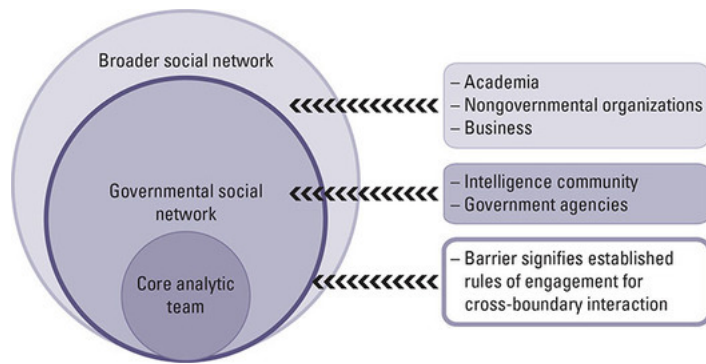 Broader social network
Governmental social
network
Core analytic
team
– Academia
– Nongovernmental organizations
– Business
– Intelligence community
– Government agencies
– Barrier signifies established
rules of engagement for
cross-boundary interaction